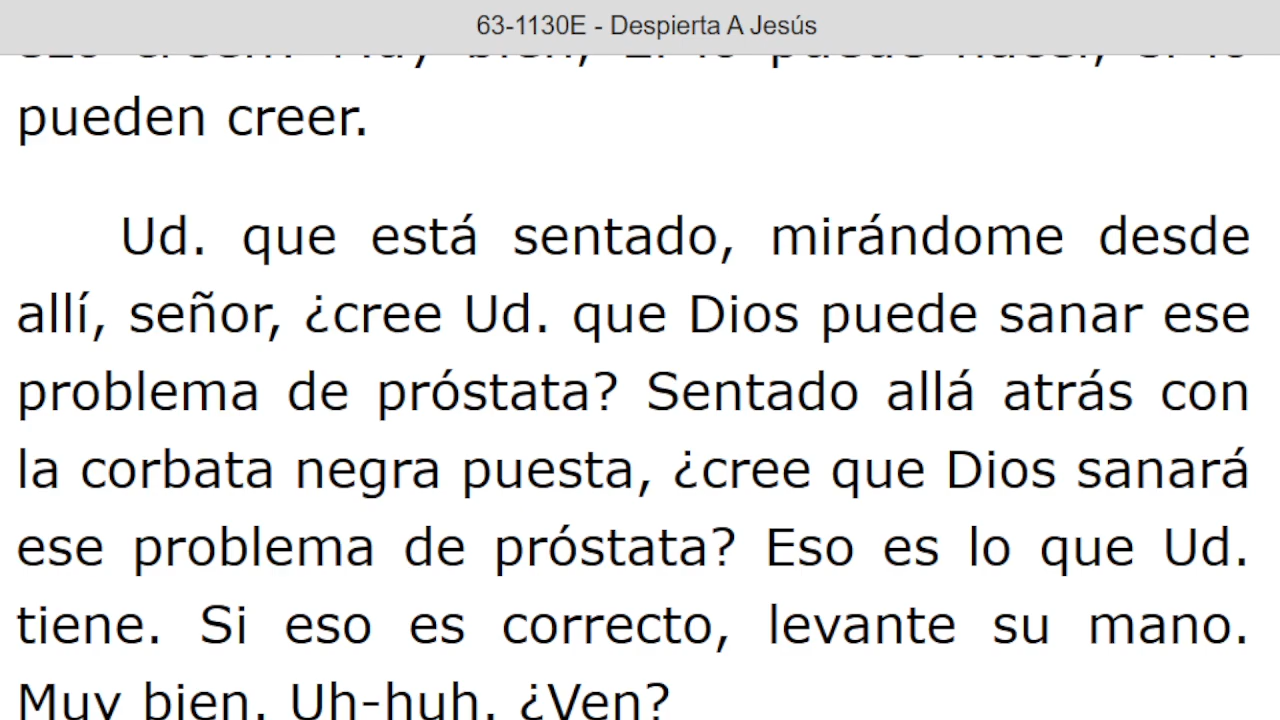 63-1130E - Despierta A Jesús
pueden creer.
Ud. que está sentado, mirándome desde
allí, señor, ¿cree Ud. que Dios puede sanar ese
problema de próstata? Sentado allá atrás con
la corbata negra puesta, ¿cree que Dios sanará
ese problema de próstata? Eso es lo que Ud.
tiene. Si eso es correcto, levante su mano.
Muy bien. Uh-huh. ¿Ven?